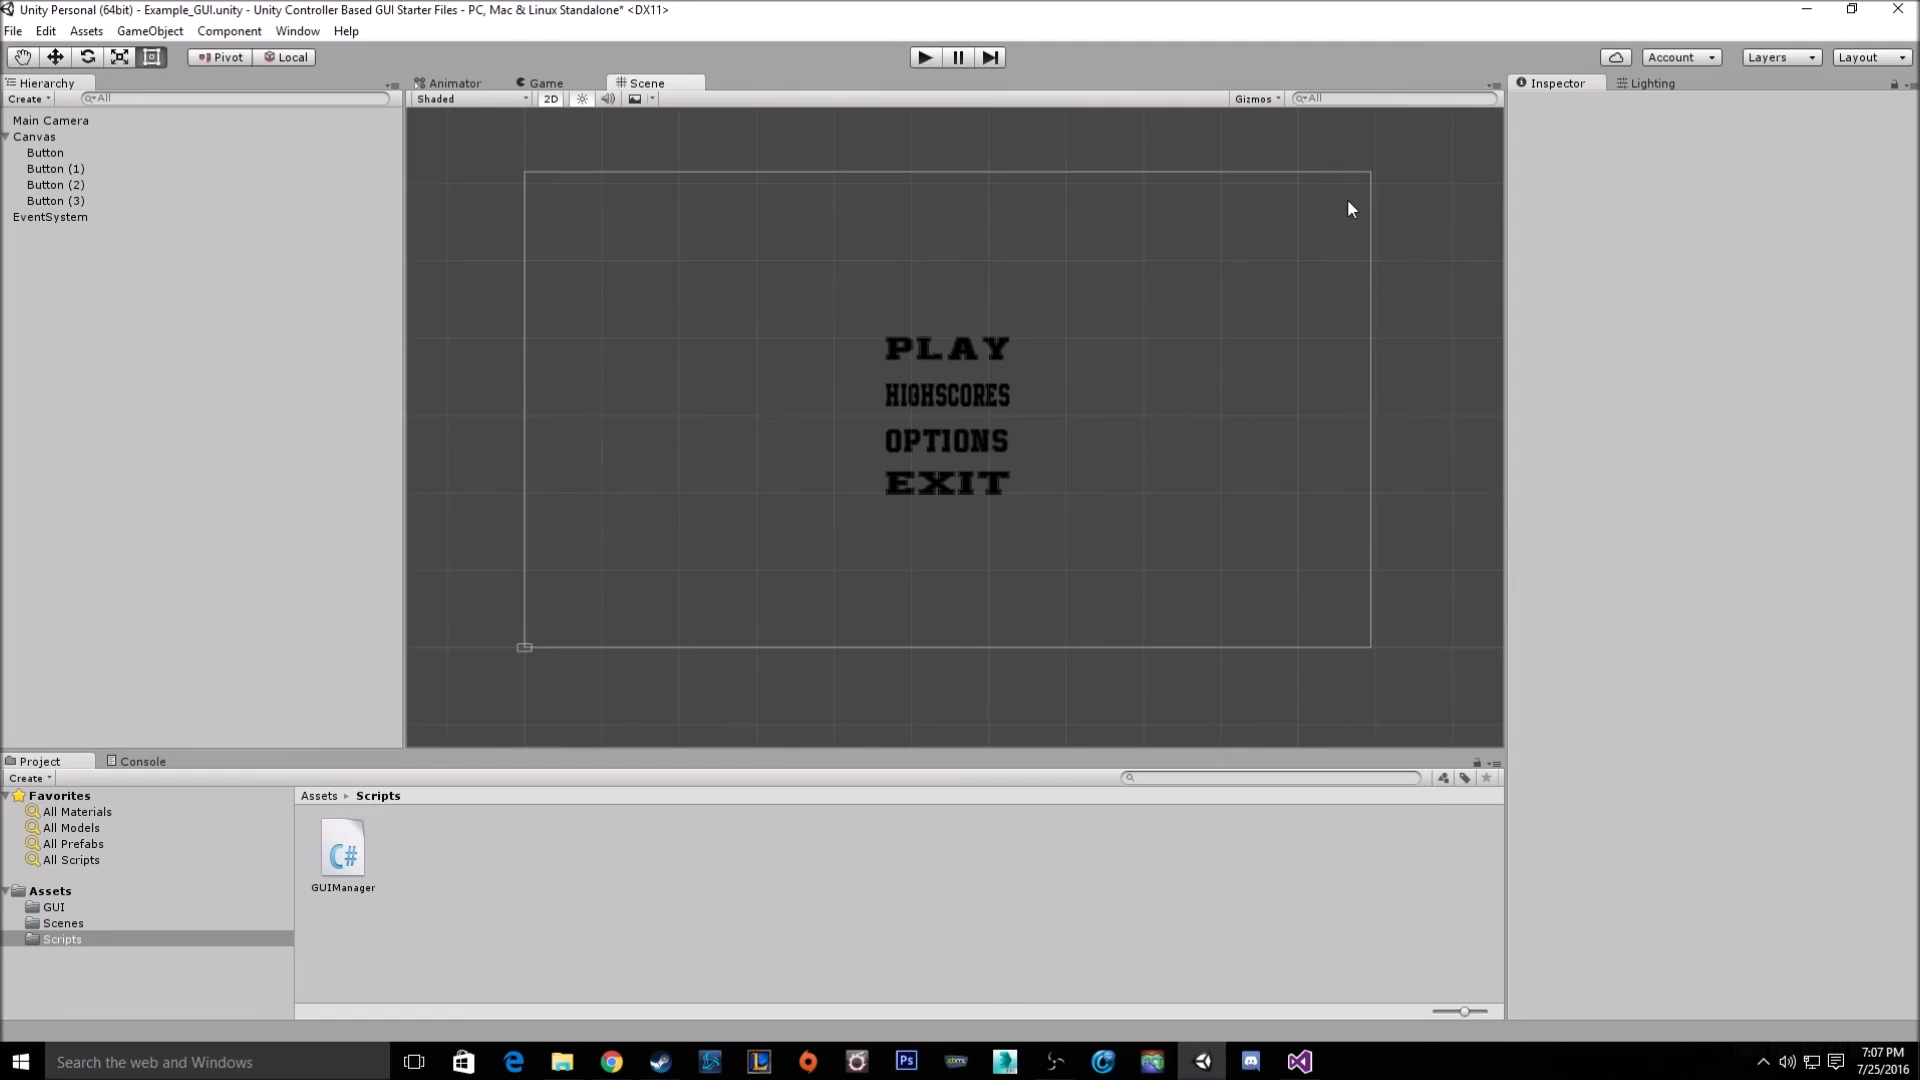 Unity Personal (64bit) - Example_GUI.unity - Unity Controller Based GUI Starter Files - PC, Mac & Linux Standalone* <DX11>
File Edit Assets GameObject Component Window Help
Pivot Local Account Layers Layout
Hierarchy Animator Game Scene Inspector Lighting
Create All Shaded 2D Gizmos All
Main Camera
Canvas
Button
Button (1)
Button (2)
Button (3)
EventSystem
PLAY
HIGHSCORES
OPTIONS
EXIT
Project Console
Create
Favorites
All Materials
All Models
All Prefabs
All Scripts
Assets
GUI
Scenes
Scripts
Assets Scripts
C#
GUIManager
Search the web and Windows
Ps
xbmc
7:07 PM
7/25/2016